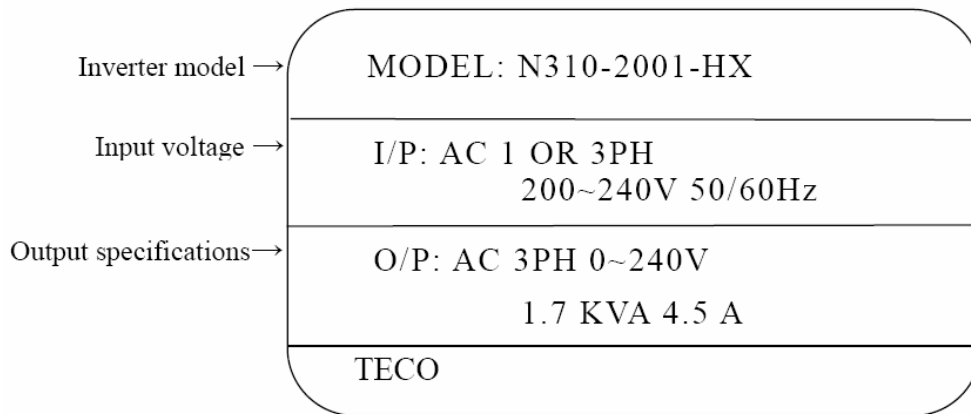 Inverter model → MODEL: N310-2001-HX
Input voltage → I/P: AC 1 OR 3PH
200~240V 50/60Hz
Output specifications → O/P: AC 3PH 0~240V
1.7 KVA 4.5 A
TECO